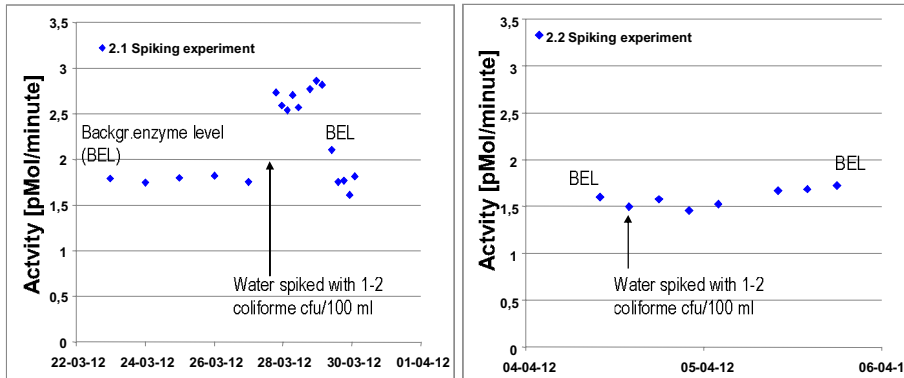 3,5
2.1 Spiking experiment
3
2,5
Backgr.enzyme level
(BEL)
BEL
2
1,5
1
Water spiked with 1-2
coliforme cfu/100 ml
0,5
0
22-03-12 24-03-12 26-03-12 28-03-12 30-03-12 01-04-12
Actvity [pMol/minute]
3,5
2.2 Spiking experiment
3
2,5
2
BEL
BEL
1,5
1
Water spiked with 1-2
coliforme cfu/100 ml
0,5
0
04-04-12 05-04-12 06-04-1
Actvity [pMol/minute]